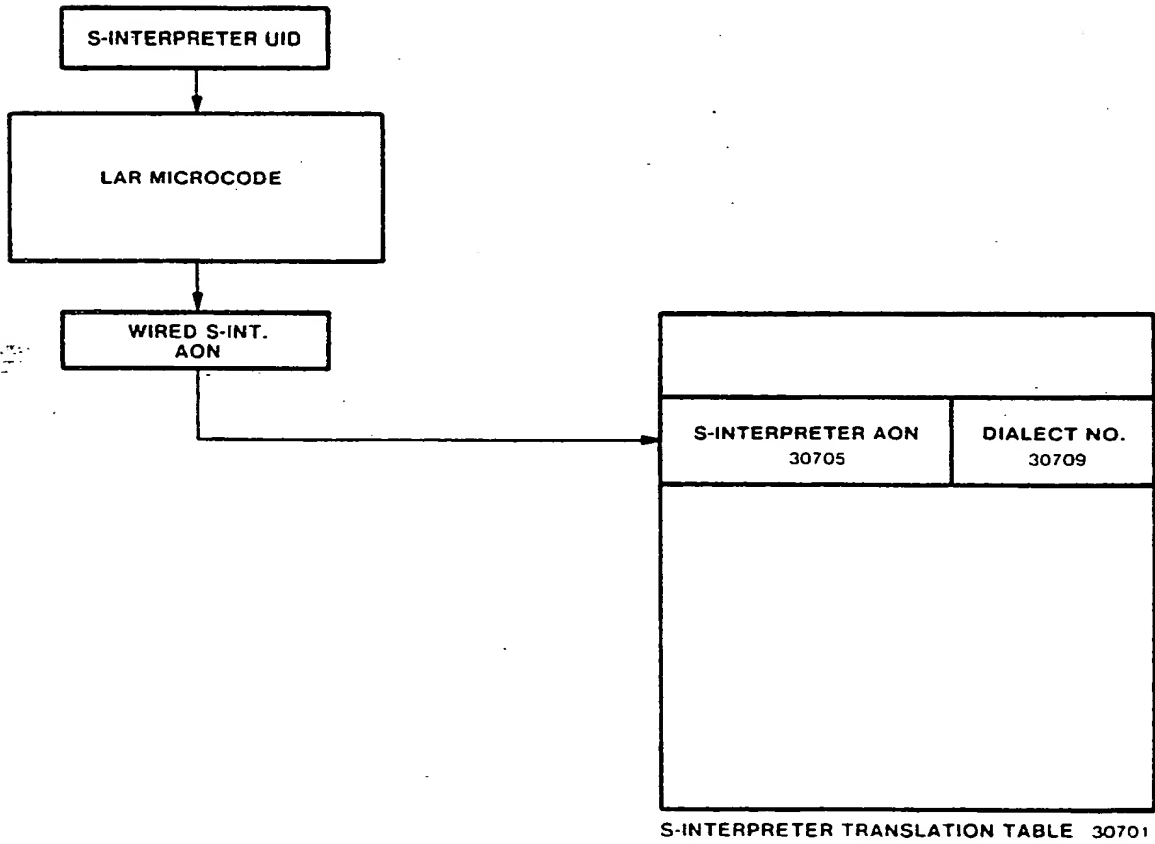 S-INTERPRETER UID
LAR MICROCODE
WIRED S-INT.
AON
S-INTERPRETER AON
30705
DIALECT NO.
30709
S-INTERPRETER TRANSLATION TABLE 30701